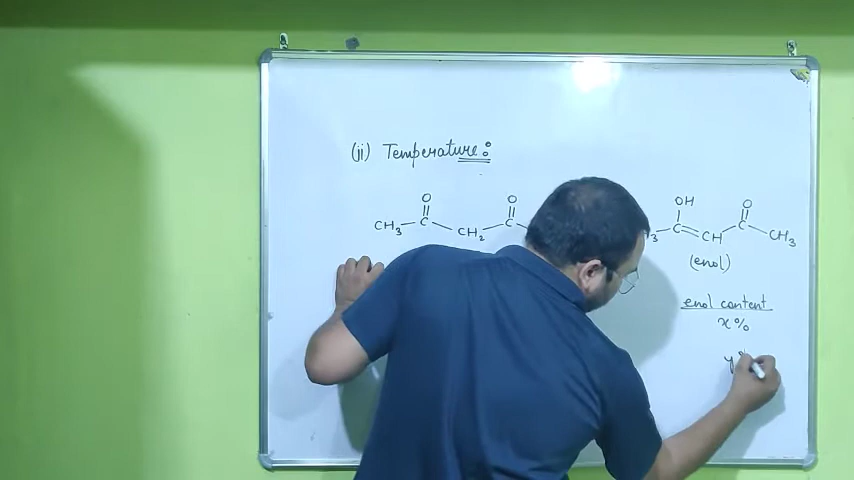 (ii) Temperature:
O O OH O
CH3 C CH2 C 3 C CH C CH3
(enol)
enol content
x%
y%